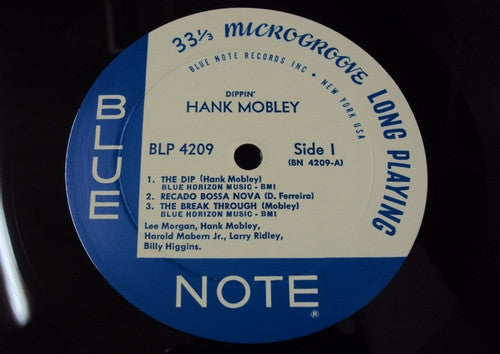 33 1/3 MICROGROOVE LONG PLAYING
BLUE NOTE RECORDS INC • NEW YORK USA
DIPPIN'
HANK MOBLEY
BLP 4209
Side 1
(BN 4209-A)
1. THE DIP (Hank Mobley)
BLUE HORIZON MUSIC - BMI
2. RECADO BOSSA NOVA (D. Ferreira)
3. THE BREAK THROUGH (Mobley)
BLUE HORIZON MUSIC - BMI
Lee Morgan, Hank Mobley,
Harold Mabern Jr., Larry Ridley,
Billy Higgins.
BLUE
NOTE
®